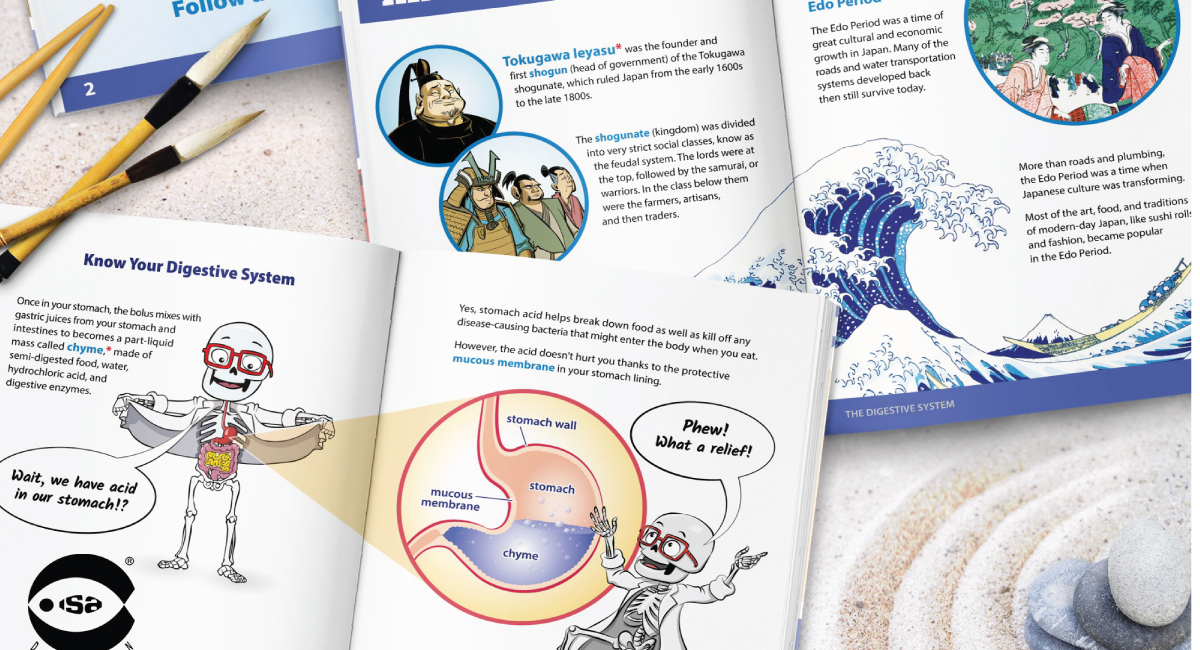 Follow
2
Tokugawa Ieyasu* was the founder and
first shogun (head of government) of the Tokugawa
shogunate, which ruled Japan from the early 1600s
to the late 1800s.
The shogunate (kingdom) was divided
into very strict social classes, know as
the feudal system. The lords were at
the top, followed by the samurai, or
warriors. In the class below them
were the farmers, artisans,
and then traders.
Edo Period
The Edo Period was a time of
great cultural and economic
growth in Japan. Many of the
roads and water transportation
systems developed back
then still survive today.
More than roads and plumbing,
the Edo Period was a time when
Japanese culture was transforming.
Most of the art, food, and traditions
of modern-day Japan, like sushi rolls
and fashion, became popular
in the Edo Period.
THE DIGESTIVE SYSTEM
Know Your Digestive System
Once in your stomach, the bolus mixes with
gastric juices from your stomach and
intestines to becomes a part-liquid
mass called chyme,* made of
semi-digested food, water,
hydrochloric acid, and
digestive enzymes.
Wait, we have acid
in our stomach!?
Yes, stomach acid helps break down food as well as kill off any
disease-causing bacteria that might enter the body when you eat.
However, the acid doesn't hurt you thanks to the protective
mucous membrane in your stomach lining.
stomach wall
stomach
mucous
membrane
chyme
Phew!
What a relief!
®
isa